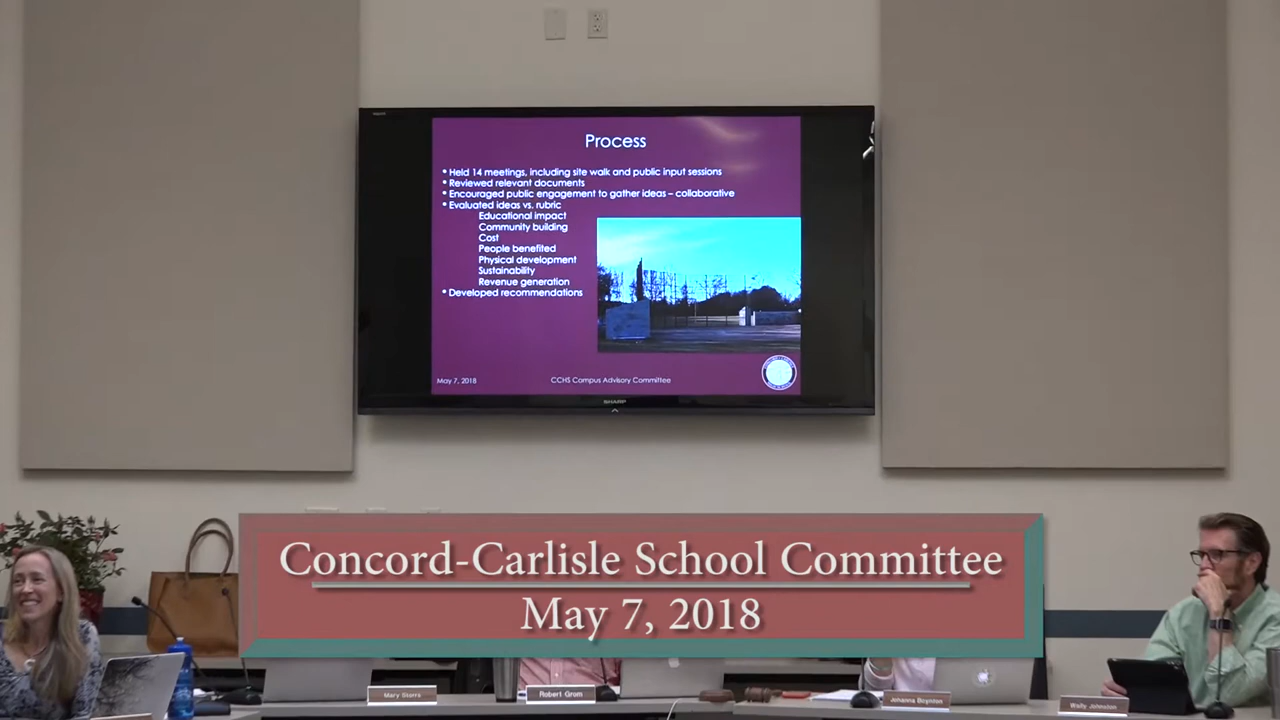 Process
• Held 14 meetings, including site walk and public input sessions
• Reviewed relevant documents
• Encouraged public engagement to gather ideas – collaborative
• Evaluated ideas vs. rubric
Educational impact
Community building
Cost
People benefited
Physical development
Sustainability
Revenue generation
• Developed recommendations
May 7, 2018
CCHS Campus Advisory Committee
SHARP
Concord-Carlisle School Committee
May 7, 2018
Mary Storrs
Robert Grom
Johanna Boynton
Wally Johnston